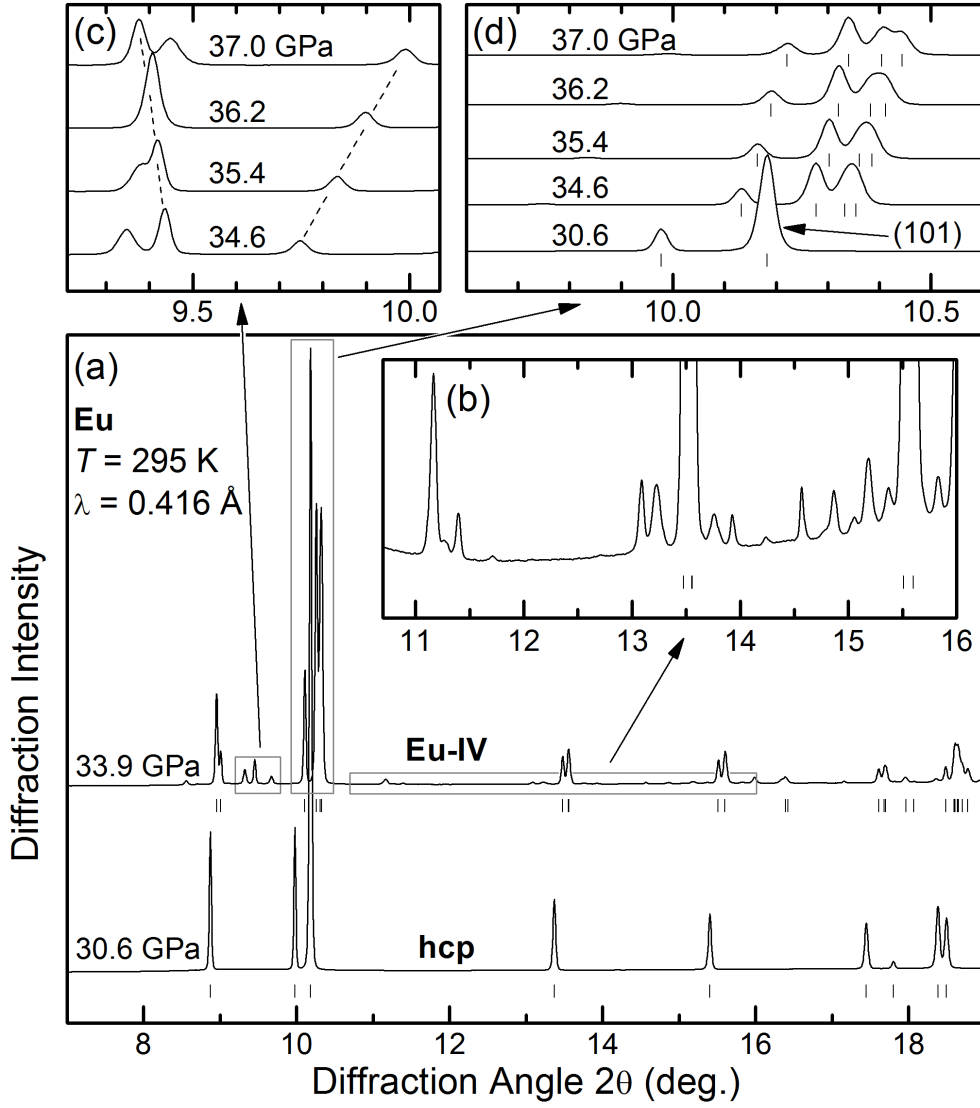 (c)
37.0 GPa
36.2
35.4
34.6
9.5 10.0
(d)
37.0 GPa
36.2
35.4
34.6
30.6
(101)
10.0 10.5
(a)
Eu
T = 295 K
λ = 0.416 Å
(b)
11 12 13 14 15 16
33.9 GPa
Eu-IV
30.6 GPa
hcp
8 10 12 14 16 18
Diffraction Angle 2θ (deg.)
Diffraction Intensity